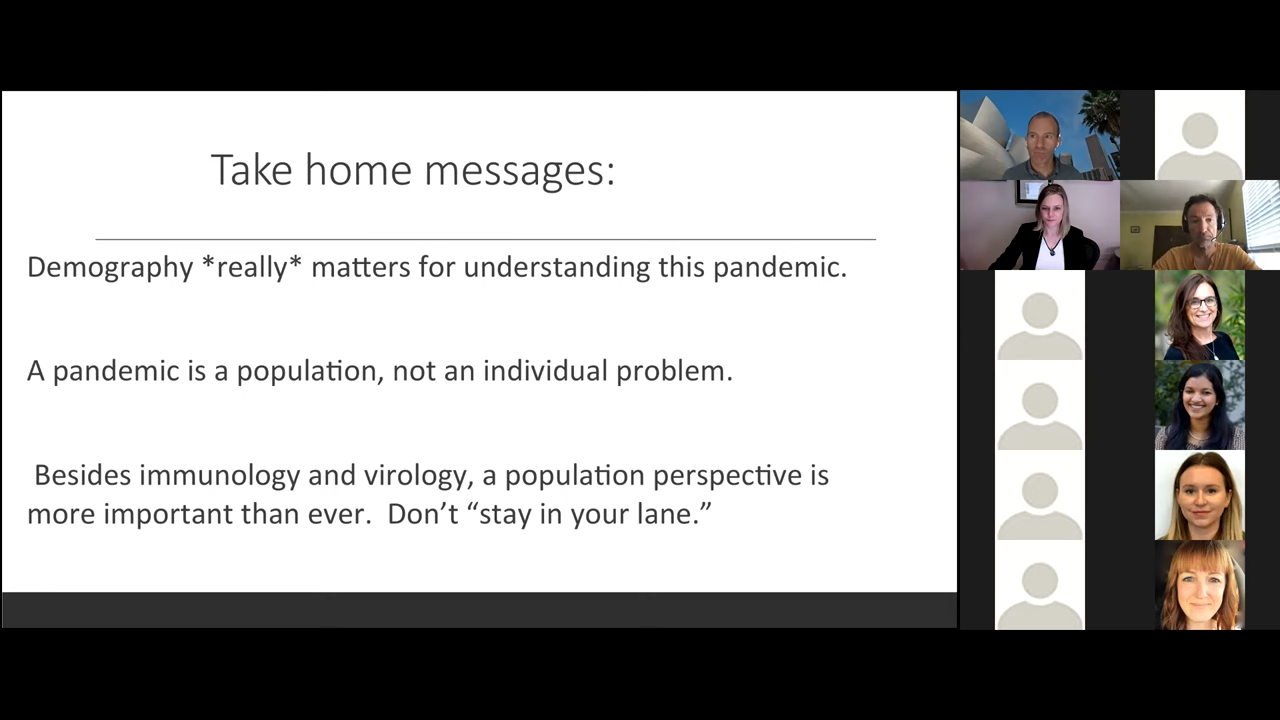 Take home messages:
Demography *really* matters for understanding this pandemic.
A pandemic is a population, not an individual problem.
Besides immunology and virology, a population perspective is
more important than ever.  Don’t “stay in your lane.”